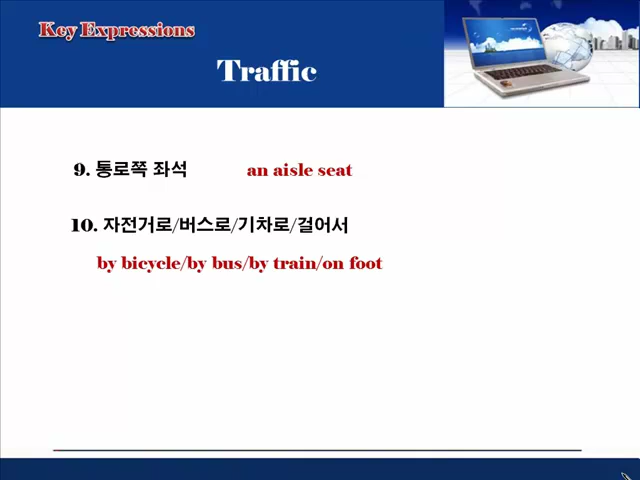 Key Expressions
Traffic
9. 통로쪽 좌석 an aisle seat
10. 자전거로/버스로/기차로/걸어서
by bicycle/by bus/by train/on foot